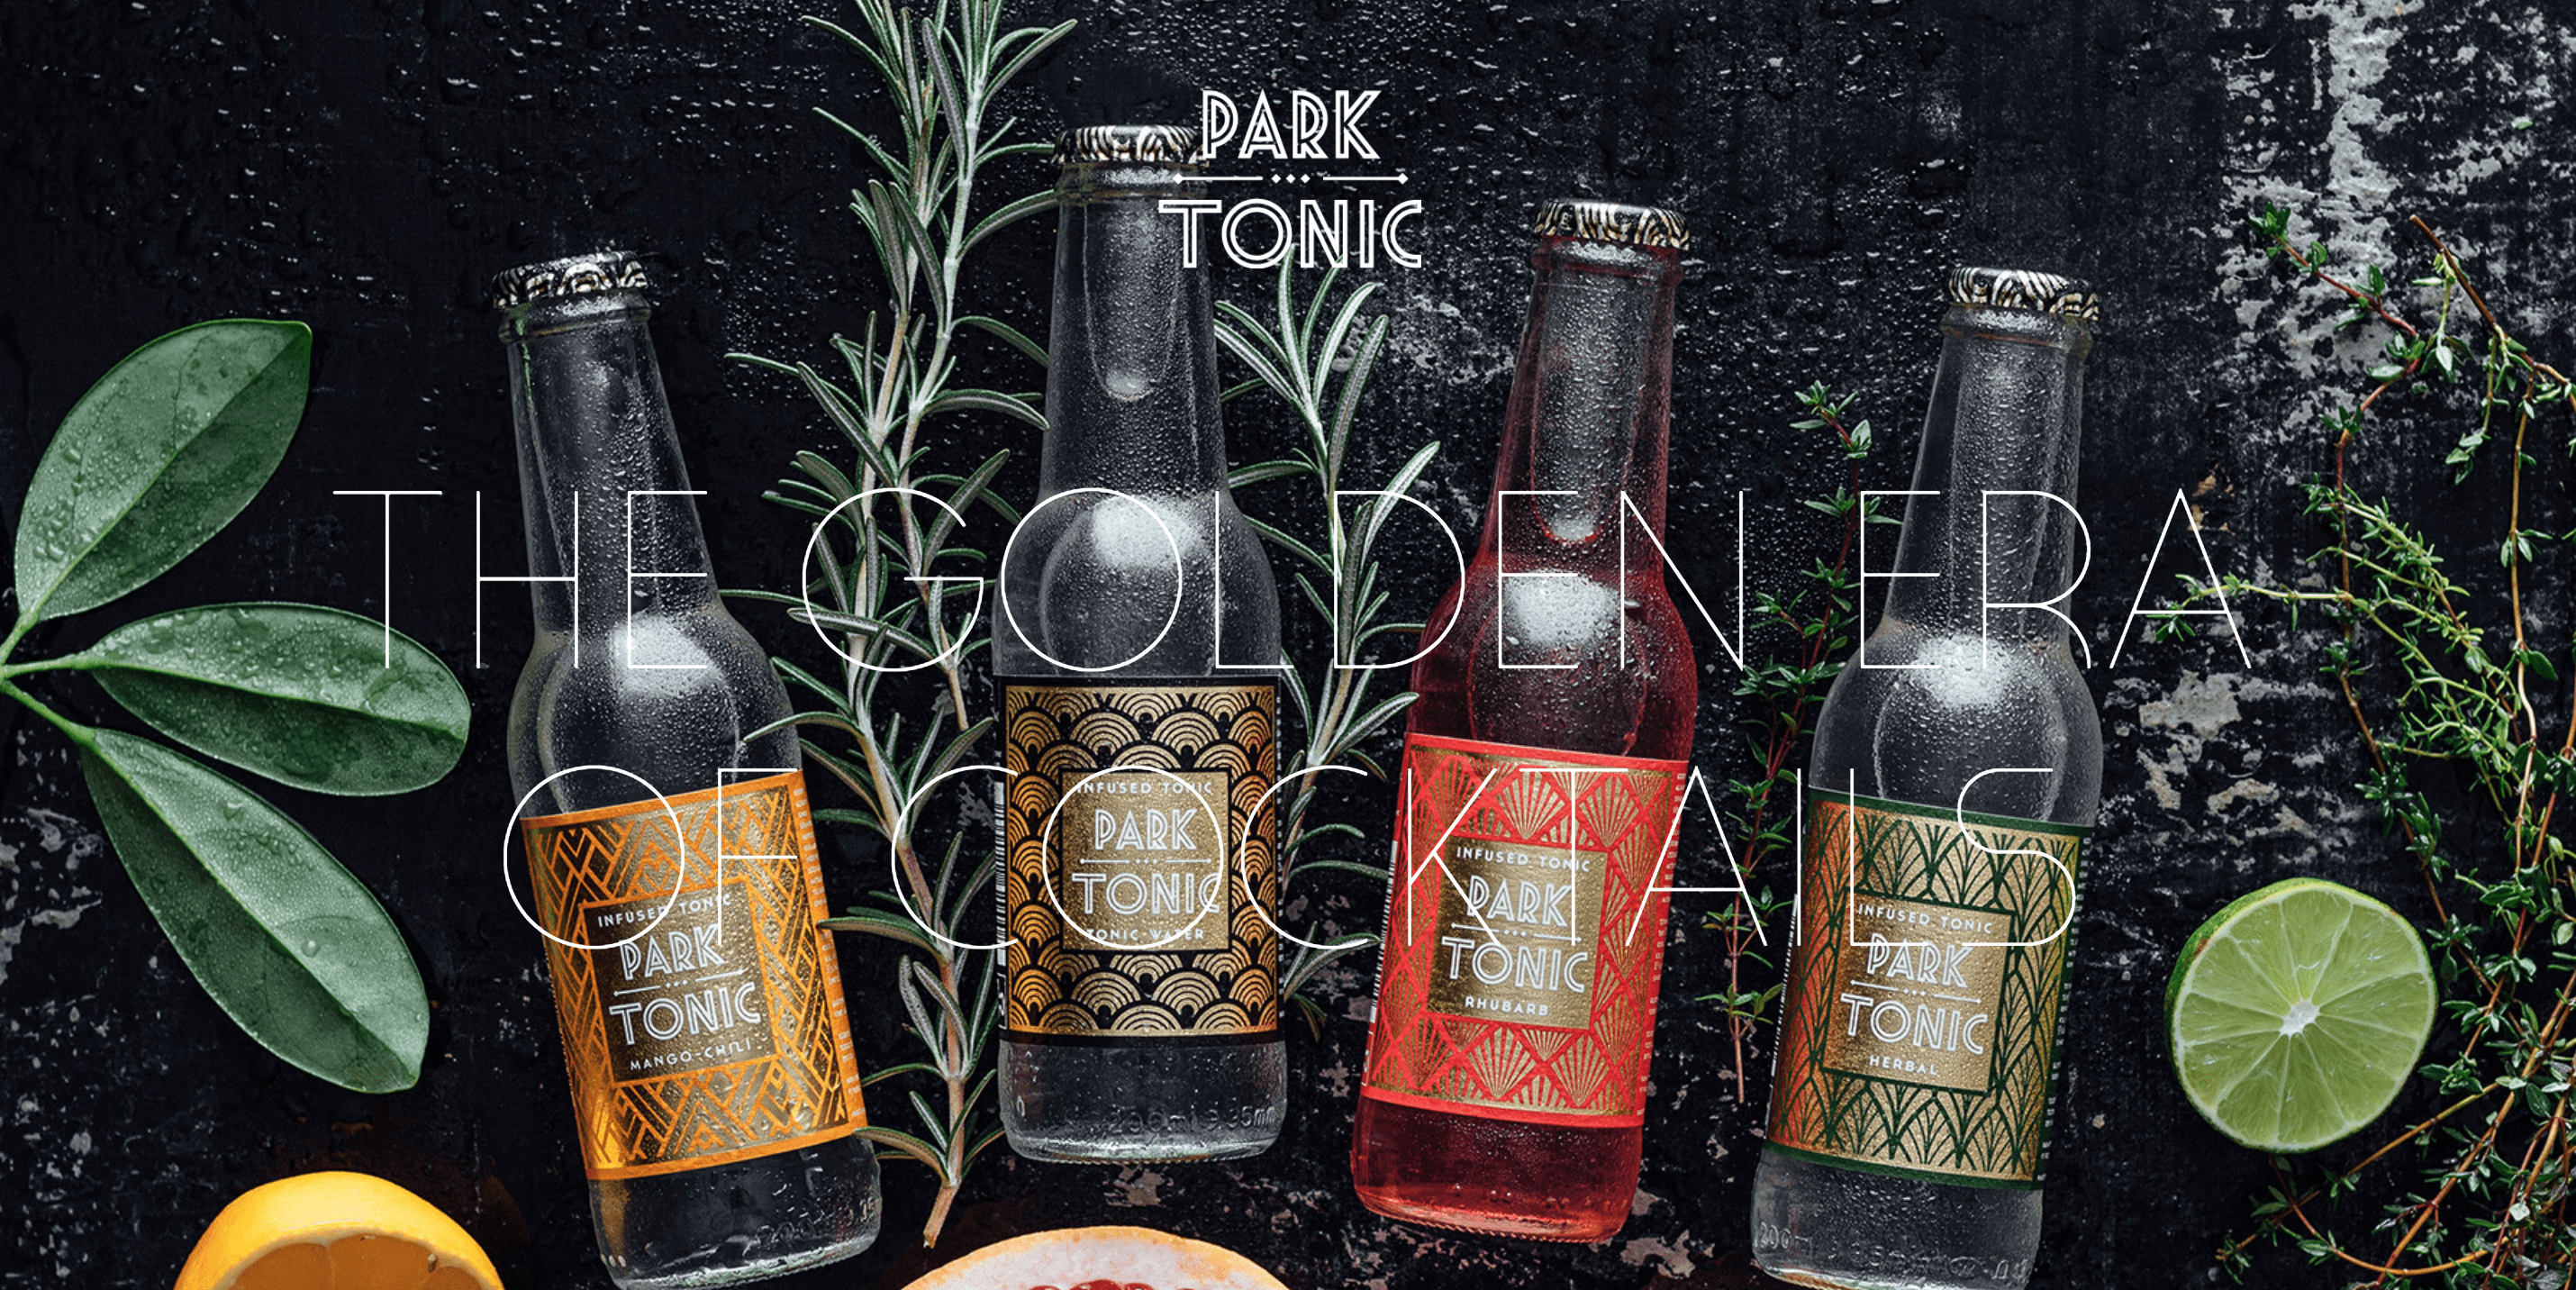 PARK
TONIC
THE GOLDEN ERA
OF COCKTAILS
INFUSED TONIC
PARK
TONIC
MANGO-CHILI
INFUSED TONIC
PARK
TONIC
TONIC WATER
INFUSED TONIC
PARK
TONIC
RHUBARB
INFUSED TONIC
PARK
TONIC
HERBAL